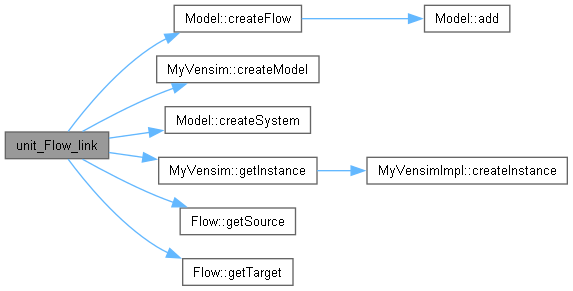 Model::createFlow
Model::add
MyVensim::createModel
Model::createSystem
unit_Flow_link
MyVensim::getInstance
MyVensimImpl::createInstance
Flow::getSource
Flow::getTarget